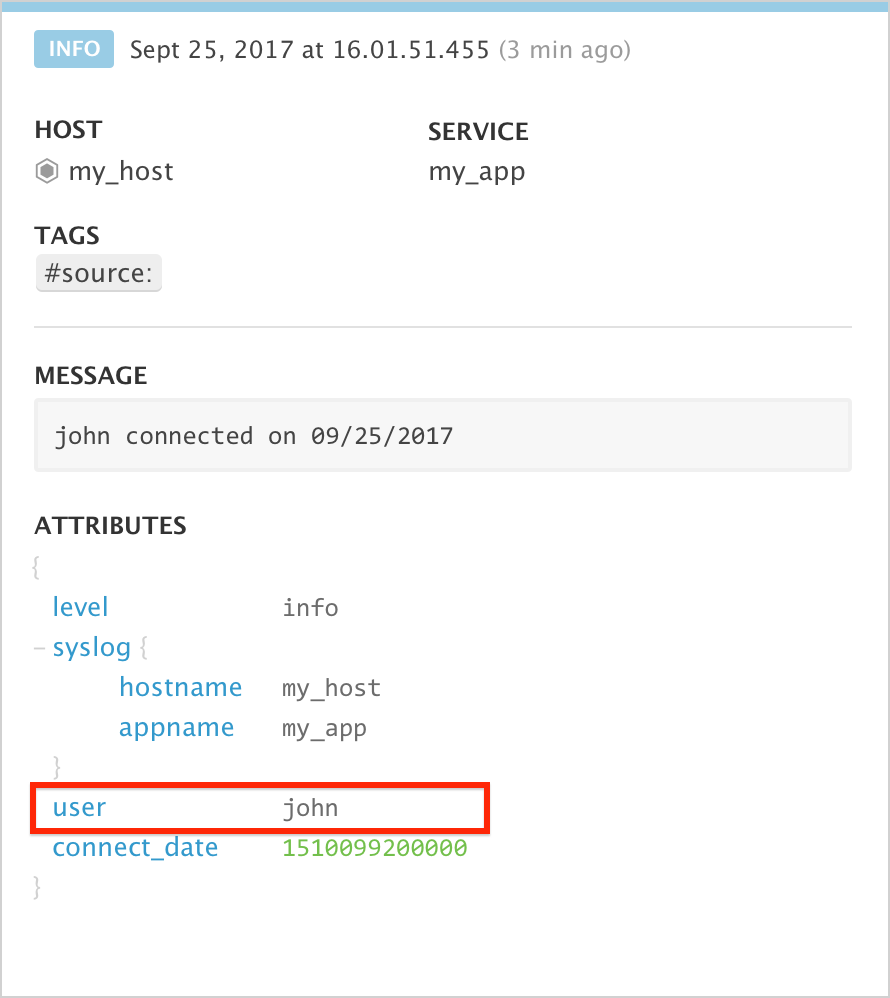 INFO Sept 25, 2017 at 16.01.51.455 (3 min ago)
HOST
my_host
SERVICE
my_app
TAGS
#source:
MESSAGE
john connected on 09/25/2017
ATTRIBUTES
{
level info
– syslog {
hostname my_host
appname my_app
}
user john
connect_date 1510099200000
}